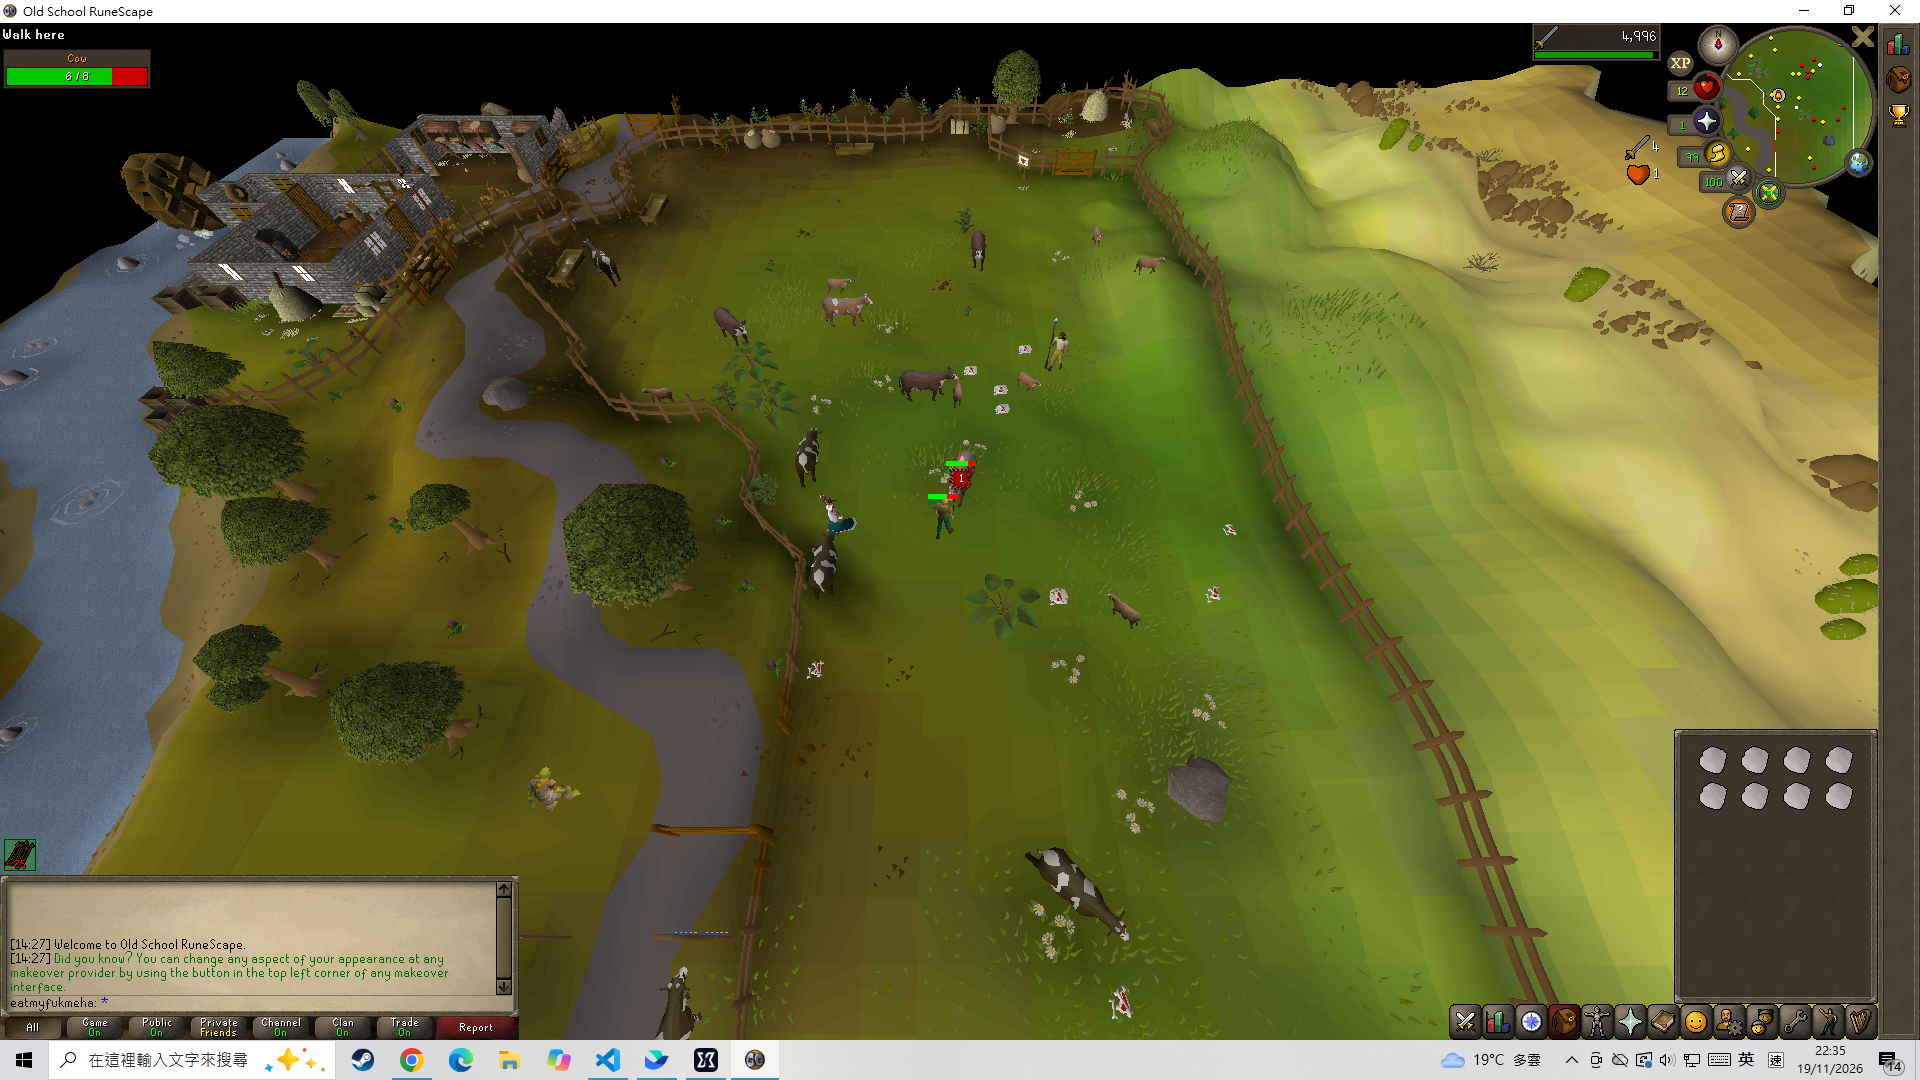 Old School RuneScape
Walk here
Cow
6 / 8
4,996
N
XP
12
1
4
99
1
100
1
23
[14:27] Welcome to Old School RuneScape.
[14:27] Did you know? You can change any aspect of your appearance at any
makeover provider by using the button in the top left corner of any makeover
interface.
eatmyfukmeha: *
All
Game
On
Public
On
Private
Friends
Channel
On
Clan
On
Trade
On
Report
在這裡輸入文字來搜尋
19°C 多雲
英
速
22:35
19/11/2026
14